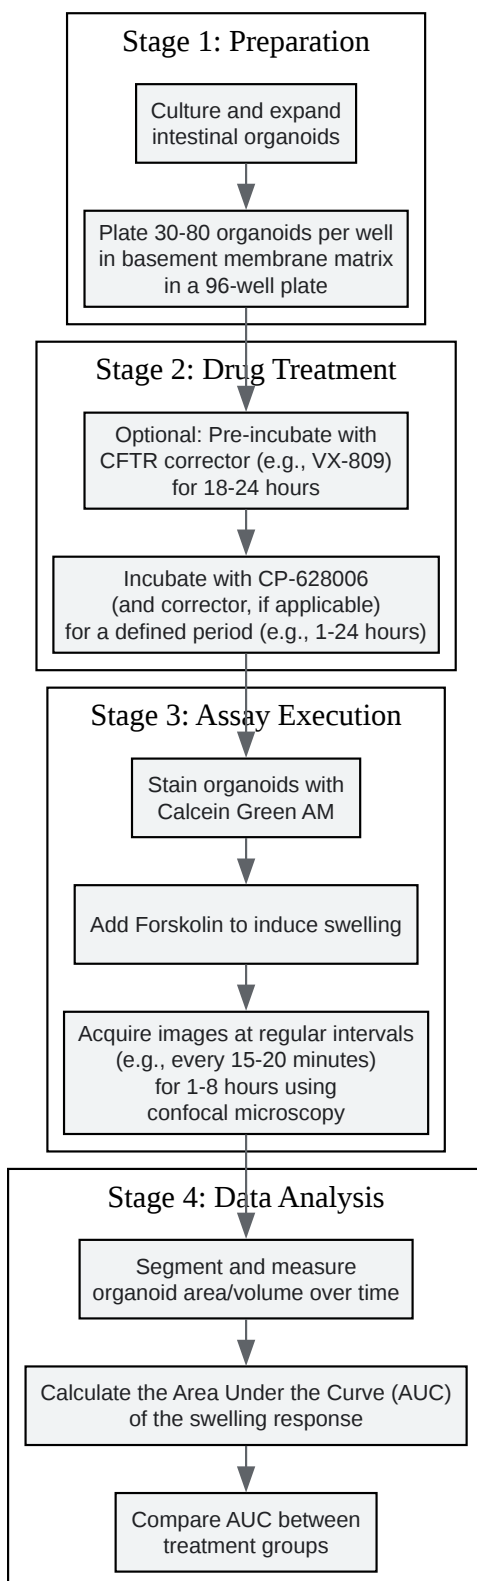 Stage 1: Preparation
Culture and expand
intestinal organoids
Plate 30-80 organoids per well
in basement membrane matrix
in a 96-well plate
Stage 2: Drug Treatment
Optional: Pre-incubate with
CFTR corrector (e.g., VX-809)
for 18-24 hours
Incubate with CP-628006
(and corrector, if applicable)
for a defined period (e.g., 1-24 hours)
Stage 3: Assay Execution
Stain organoids with
Calcein Green AM
Add Forskolin to induce swelling
Acquire images at regular intervals
(e.g., every 15-20 minutes)
for 1-8 hours using
confocal microscopy
Stage 4: Data Analysis
Segment and measure
organoid area/volume over time
Calculate the Area Under the Curve (AUC)
of the swelling response
Compare AUC between
treatment groups